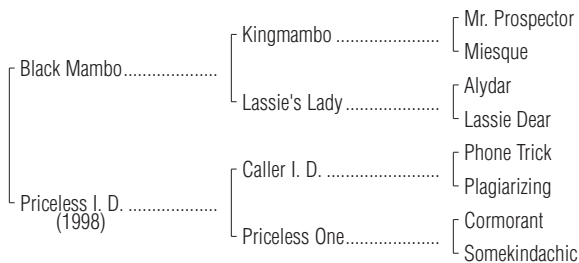 Mr. Prospector
Kingmambo ......................
Miesque
Black Mambo....................
Alydar
Lassie's Lady ....................
Lassie Dear
Phone Trick
Caller I. D. ........................
Plagiarizing
Priceless I. D. ...................
(1998)
Cormorant
Priceless One....................
Somekindachic